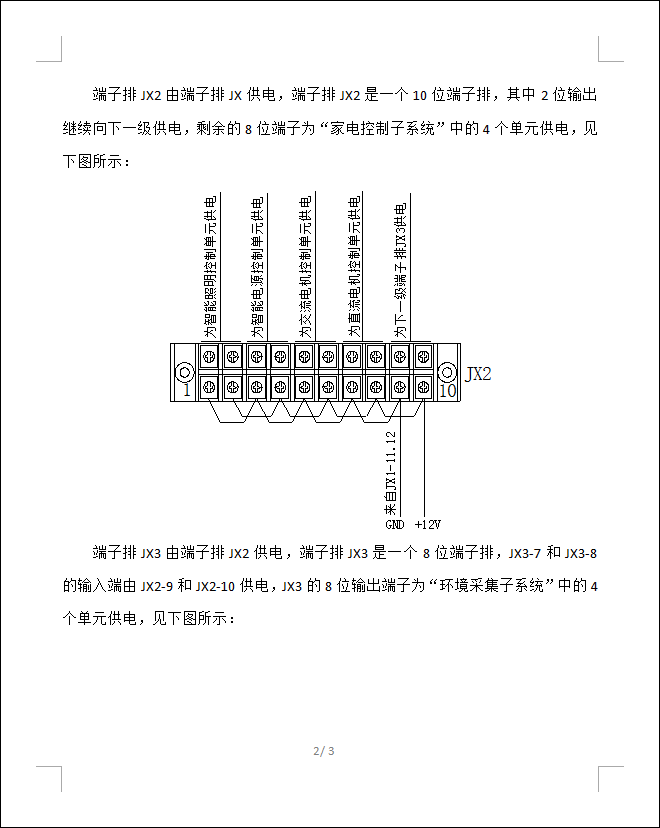 端子排 JX2 由端子排 JX 供电，端子排 JX2 是一个 10 位端子排，其中 2 位输出
继续向下一级供电，剩余的 8 位端子为“家电控制子系统”中的 4 个单元供电，见
下图所示：
为智能照明控制单元供电
为智能电源控制单元供电
为交流电机控制单元供电
为直流电机控制单元供电
为下一级端子排JX3供电
1
10
JX2
来自JX1-11.12
GND +12V
端子排 JX3 由端子排 JX2 供电，端子排 JX3 是一个 8 位端子排，JX3-7 和 JX3-8
的输入端由 JX2-9 和 JX2-10 供电，JX3 的 8 位输出端子为“环境采集子系统”中的 4
个单元供电，见下图所示：
2/ 3